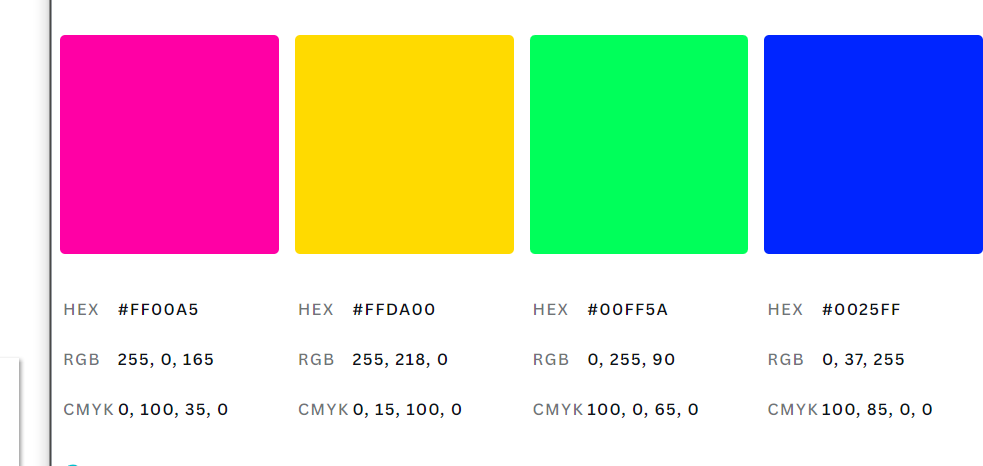 HEX #FF00A5 HEX #FFDA00 HEX #00FF5A HEX #0025FF
RGB 255, 0, 165 RGB 255, 218, 0 RGB 0, 255, 90 RGB 0, 37, 255
CMYK 0, 100, 35, 0 CMYK 0, 15, 100, 0 CMYK 100, 0, 65, 0 CMYK 100, 85, 0, 0